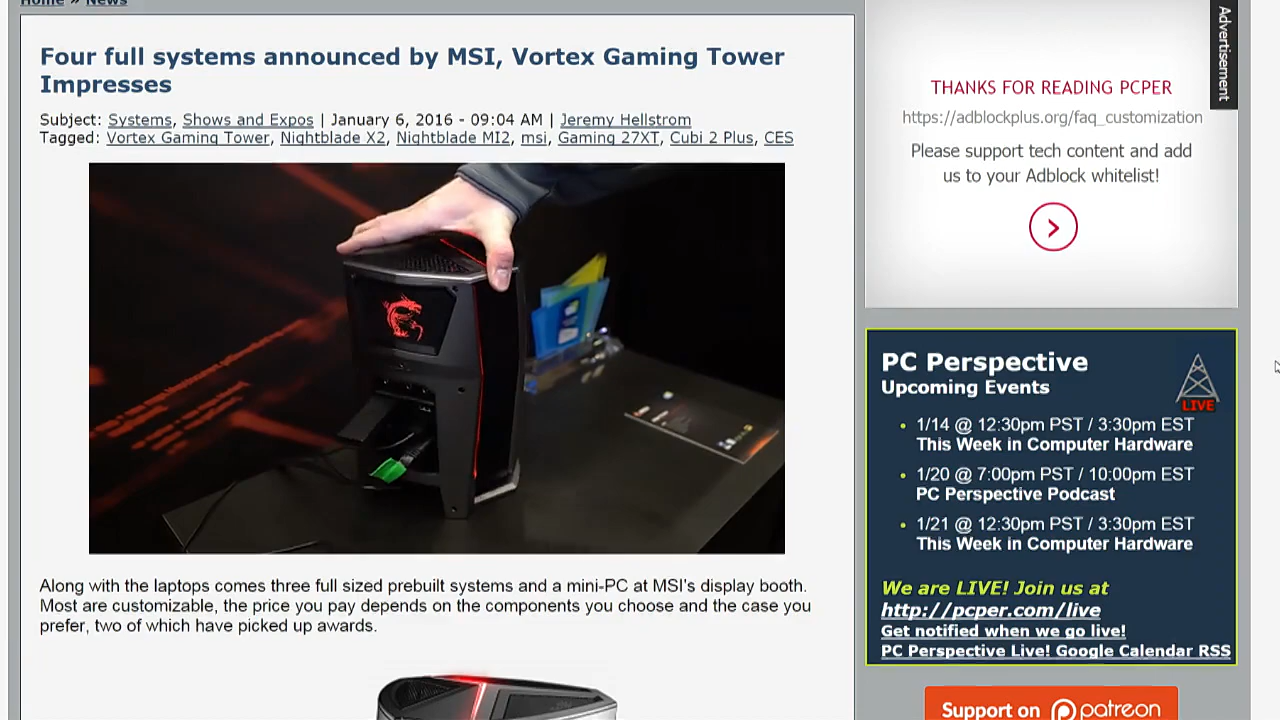 Home » News
Four full systems announced by MSI, Vortex Gaming Tower
Impresses
Subject: Systems, Shows and Expos | January 6, 2016 - 09:04 AM | Jeremy Hellstrom
Tagged: Vortex Gaming Tower, Nightblade X2, Nightblade MI2, msi, Gaming 27XT, Cubi 2 Plus, CES
Along with the laptops comes three full sized prebuilt systems and a mini-PC at MSI's display booth.
Most are customizable, the price you pay depends on the components you choose and the case you
prefer, two of which have picked up awards.
Advertisement
THANKS FOR READING PCPER
https://adblockplus.org/faq_customization
Please support tech content and add
us to your Adblock whitelist!
PC Perspective
Upcoming Events
LIVE
1/14 @ 12:30pm PST / 3:30pm EST
This Week in Computer Hardware
1/20 @ 7:00pm PST / 10:00pm EST
PC Perspective Podcast
1/21 @ 12:30pm PST / 3:30pm EST
This Week in Computer Hardware
We are LIVE! Join us at
http://pcper.com/live
Get notified when we go live!
PC Perspective Live! Google Calendar RSS
Support on patreon